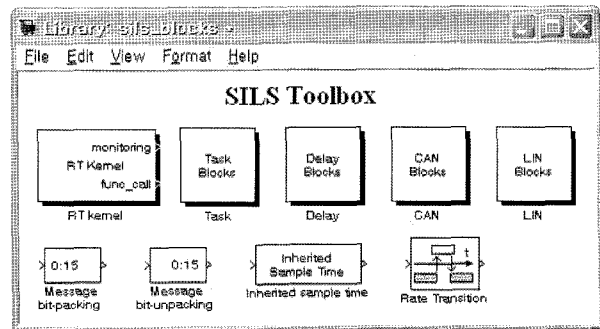 Library: sils_blocks
File Edit View Format Help
SILS Toolbox
monitoring
RT Kernel
func_call
RT kernel
Task
Blocks
Task
Delay
Blocks
Delay
CAN
Blocks
CAN
LIN
Blocks
LIN
0:15
Message
bit-packing
0:15
Message
bit-unpacking
Inherited
Sample Time
Inherited sample time
t
Rate Transition